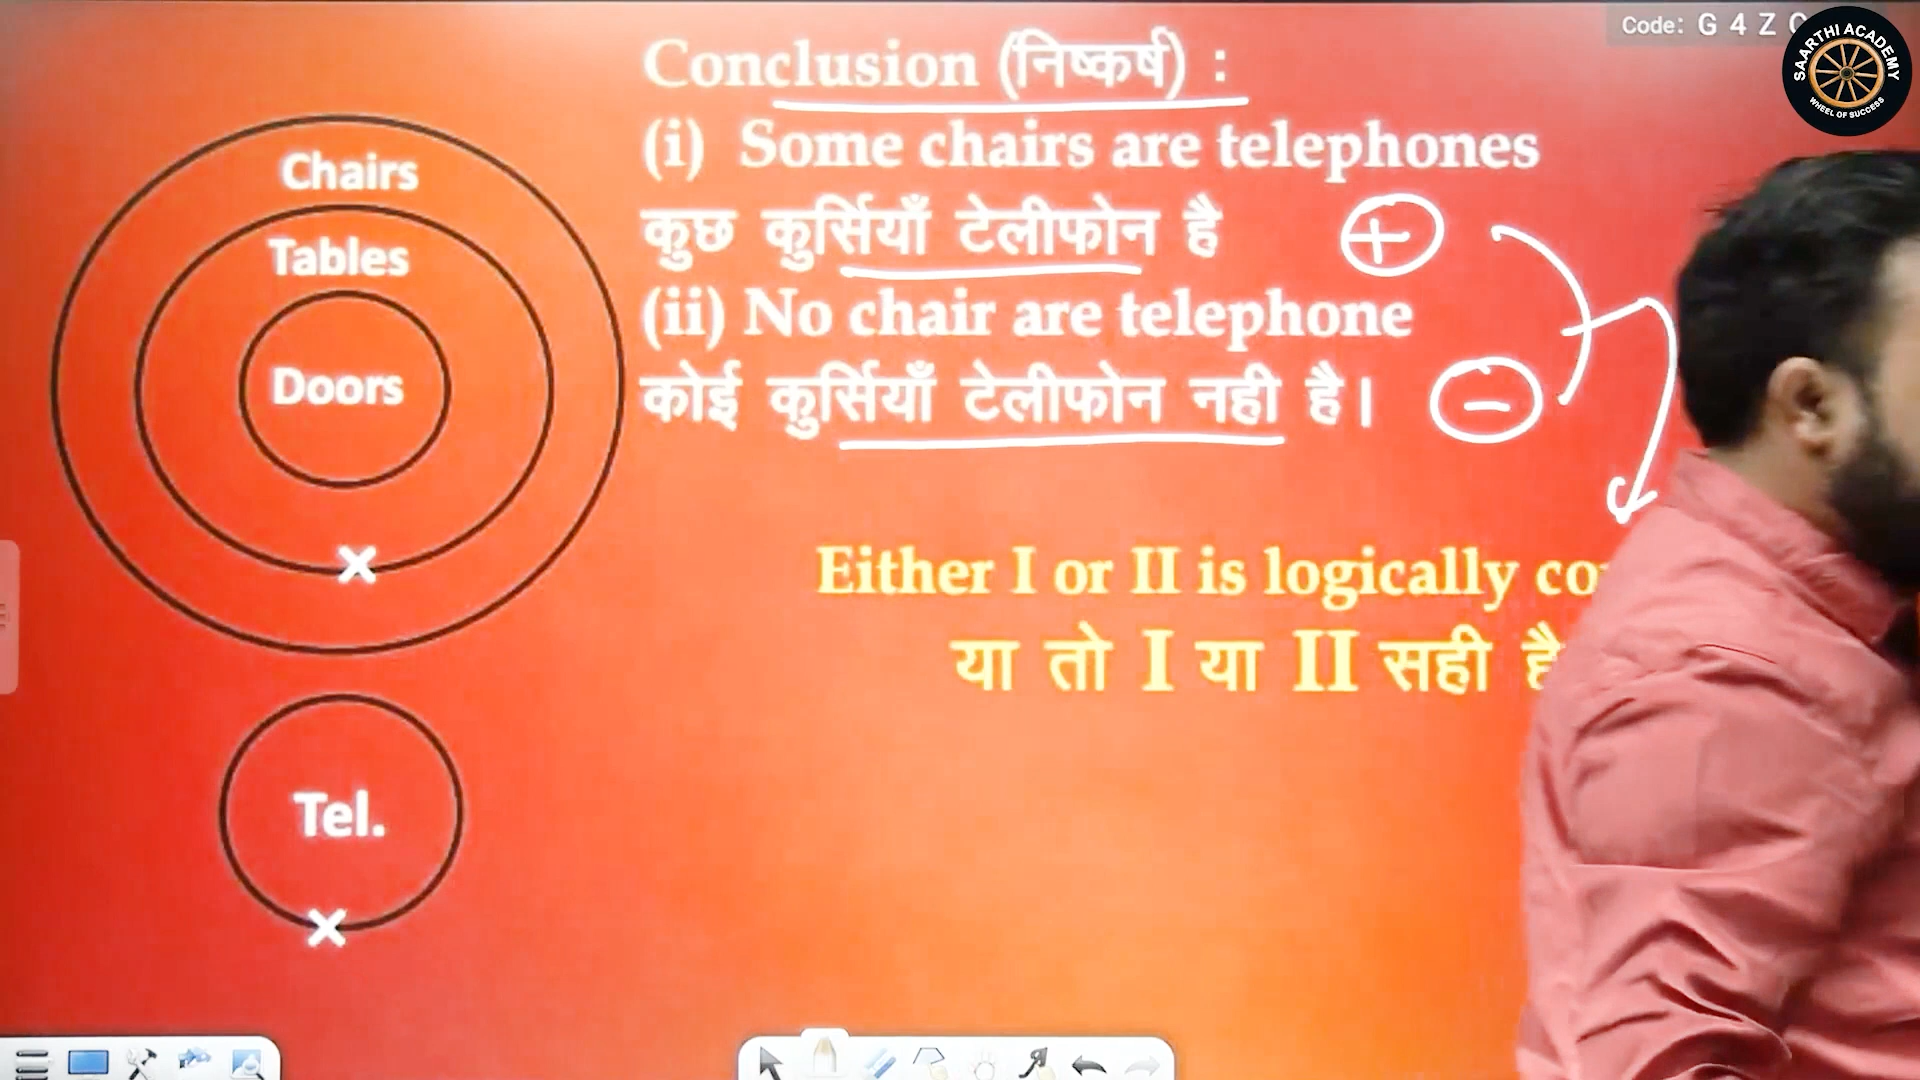 Code: G 4 Z
SAARTHI ACADEMY
WHEEL OF SUCCESS
Conclusion (निष्कर्ष) :
(i) Some chairs are telephones
कुछ कुर्सियाँ टेलीफोन है
+
(ii) No chair are telephone
कोई कुर्सियाँ टेलीफोन नही है।
-
Either I or II is logically
या तो I या II सही है
Chairs
Tables
Doors
×
Tel.
×